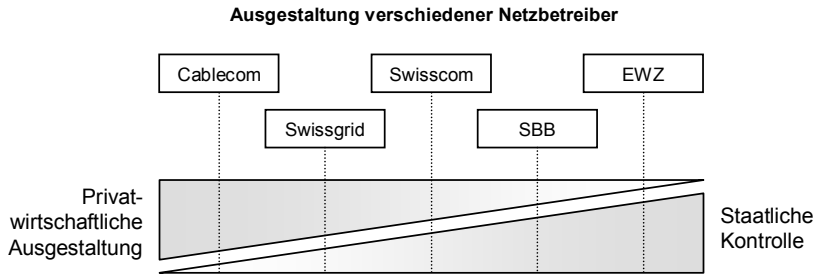 Ausgestaltung verschiedener Netzbetreiber
Cablecom
Swisscom
EWZ
Swissgrid
SBB
Privat-
wirtschaftliche
Ausgestaltung
Staatliche
Kontrolle